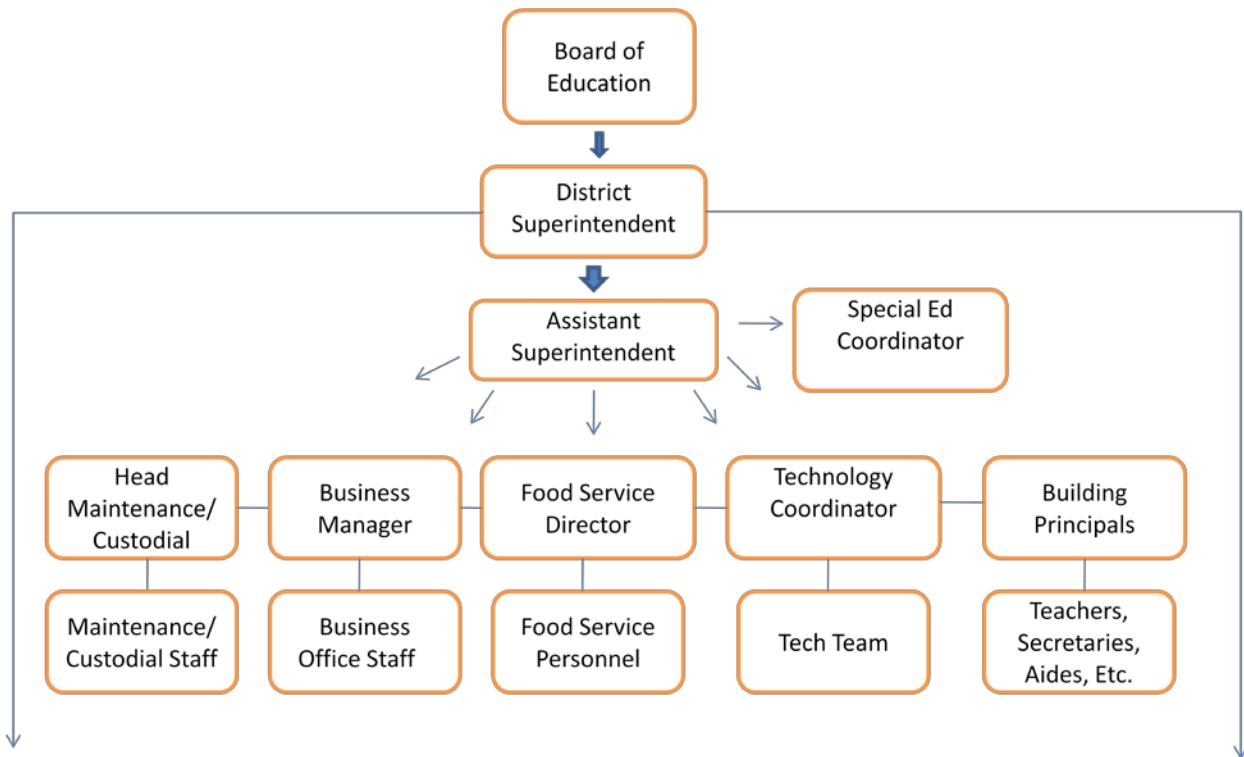 Board of
Education
District
Superintendent
Assistant
Superintendent
Special Ed
Coordinator
Head
Maintenance/
Custodial
Business
Manager
Food Service
Director
Technology
Coordinator
Building
Principals
Maintenance/
Custodial Staff
Business
Office Staff
Food Service
Personnel
Tech Team
Teachers,
Secretaries,
Aides, Etc.